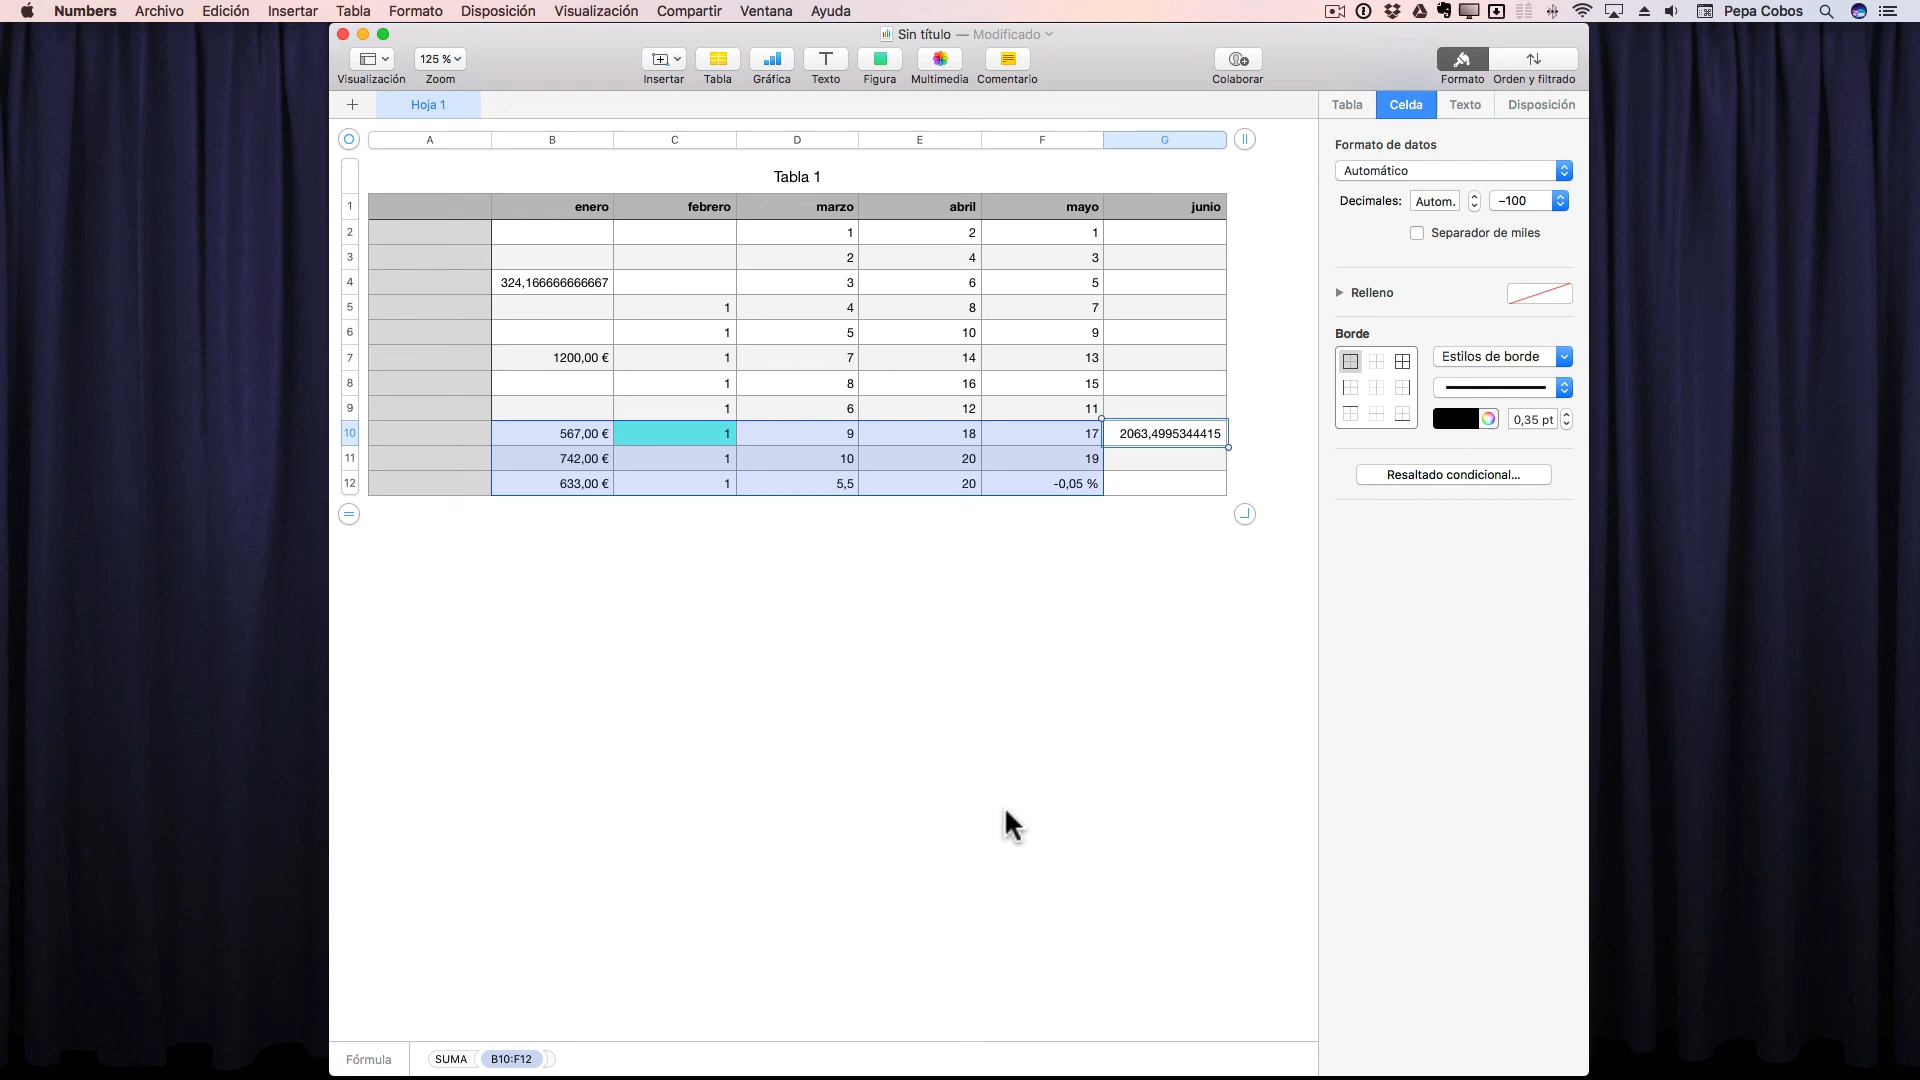 Numbers Archivo Edición Insertar Tabla Formato Disposición Visualización Compartir Ventana Ayuda Pepa Cobos
Sin título — Modificado
125 %
Visualización Zoom Insertar Tabla Gráfica Texto Figura Multimedia Comentario Colaborar Formato Orden y filtrado
Hoja 1
Tabla Celda Texto Disposición
A B C D E F G
Tabla 1
1 enero febrero marzo abril mayo junio
2 1 2 1
3 2 4 3
4 324,166666666667 3 6 5
5 1 4 8 7
6 1 5 10 9
7 1200,00 € 1 7 14 13
8 1 8 16 15
9 1 6 12 11
10 567,00 € 1 9 18 17 2063,4995344415
11 742,00 € 1 10 20 19
12 633,00 € 1 5,5 20 -0,05 %
Formato de datos
Automático
Decimales: Autom. −100
Separador de miles
Relleno
Borde
Estilos de borde
0,35 pt
Resaltado condicional...
Fórmula SUMA B10:F12